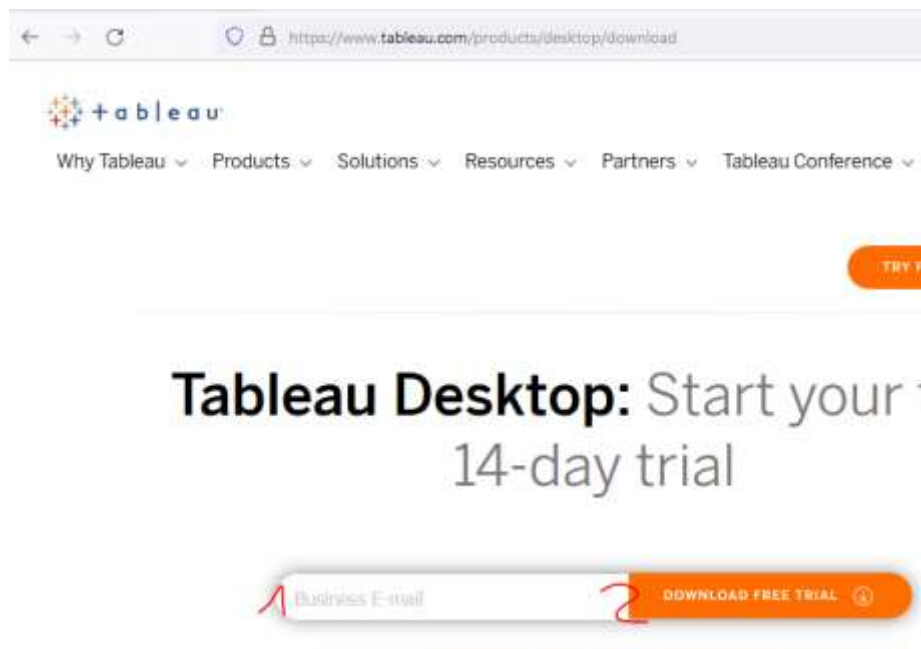 https://www.tableau.com/products/desktop/download
+ a b | e a u
Why Tableau Products Solutions Resources Partners Tableau Conference
TRY
Tableau Desktop: Start your
14-day trial
1 Business E-mail 2 DOWNLOAD FREE TRIAL